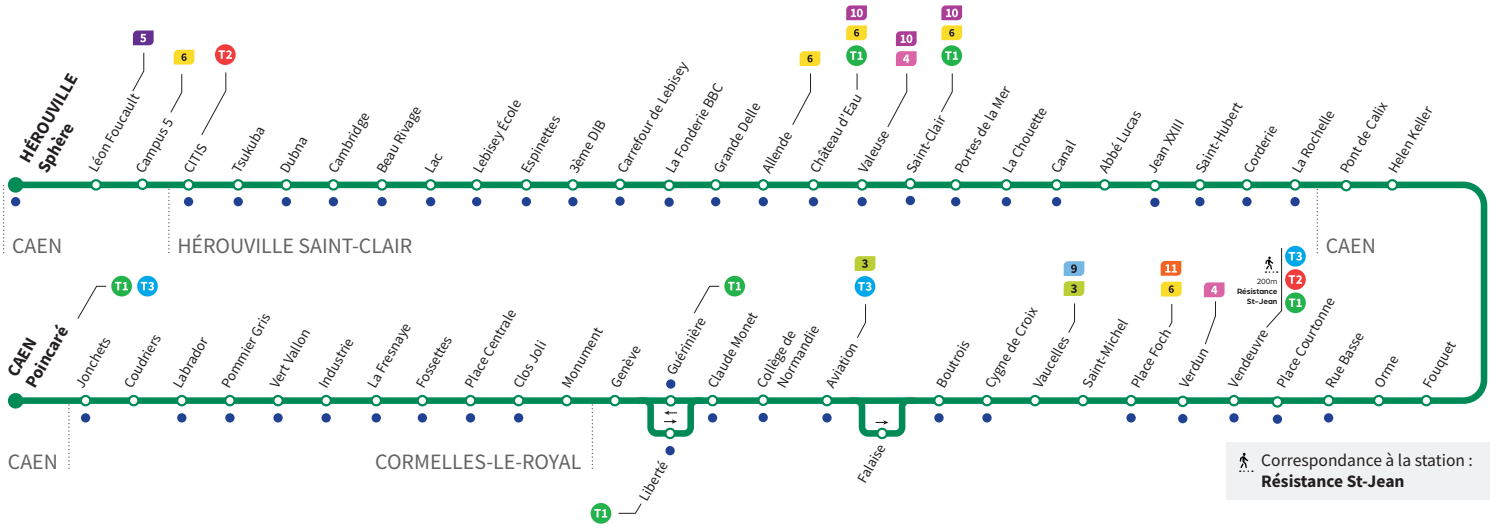 10
10
5
6
10
6
6
T2
6
T1
4
T1
HÉROUVILLE
Sphère
Léon Foucault
Campus 5
CITIS
Tsukuba
Dubna
Cambridge
Beau Rivage
Lac
Lebisey École
Espinettes
3ème DIB
Carrefour de Lebisey
La Fonderie BBC
Grande Delle
Allende
Château d'Eau
Valeuse
Saint-Clair
Portes de la Mer
La Chouette
Canal
Abbé Lucas
Jean XXIII
Saint-Hubert
Corderie
La Rochelle
Pont de Calix
Helen Keller
CAEN
HÉROUVILLE SAINT-CLAIR
CAEN
T1 T3
T1
3
T3
9
3
11
6
4
T3
T2
T1
200m
Résistance
St-Jean
CAEN
Poincaré
Jonchets
Coudriers
Labrador
Pommier Gris
Vert Vallon
Industrie
La Fresnaye
Fossettes
Place Centrale
Clos Joli
Monument
Genève
Guérinière
Claude Monet
Collège de
Normandie
Aviation
Boutrois
Cygne de Croix
Vaucelles
Saint-Michel
Place Foch
Verdun
Vendeuvre
Place Courtonne
Rue Basse
Orme
Fouquet
CAEN
CORMELLES-LE-ROYAL
Liberté
T1
Falaise
Correspondance à la station :
Résistance St-Jean